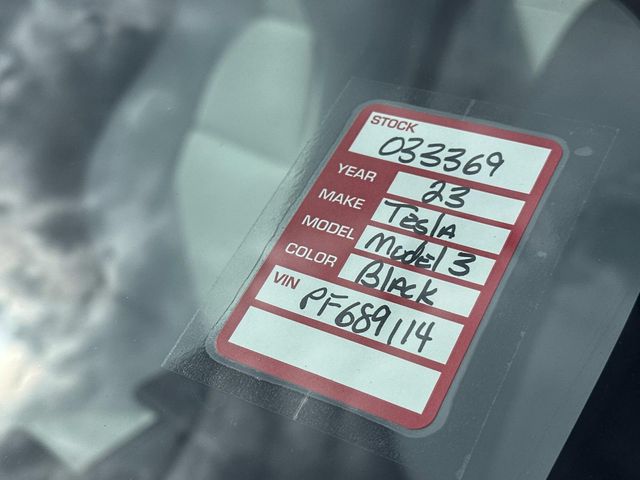 STOCK
033369
YEAR 23
MAKE Tesla
MODEL Model 3
COLOR Black
VIN
PF689114